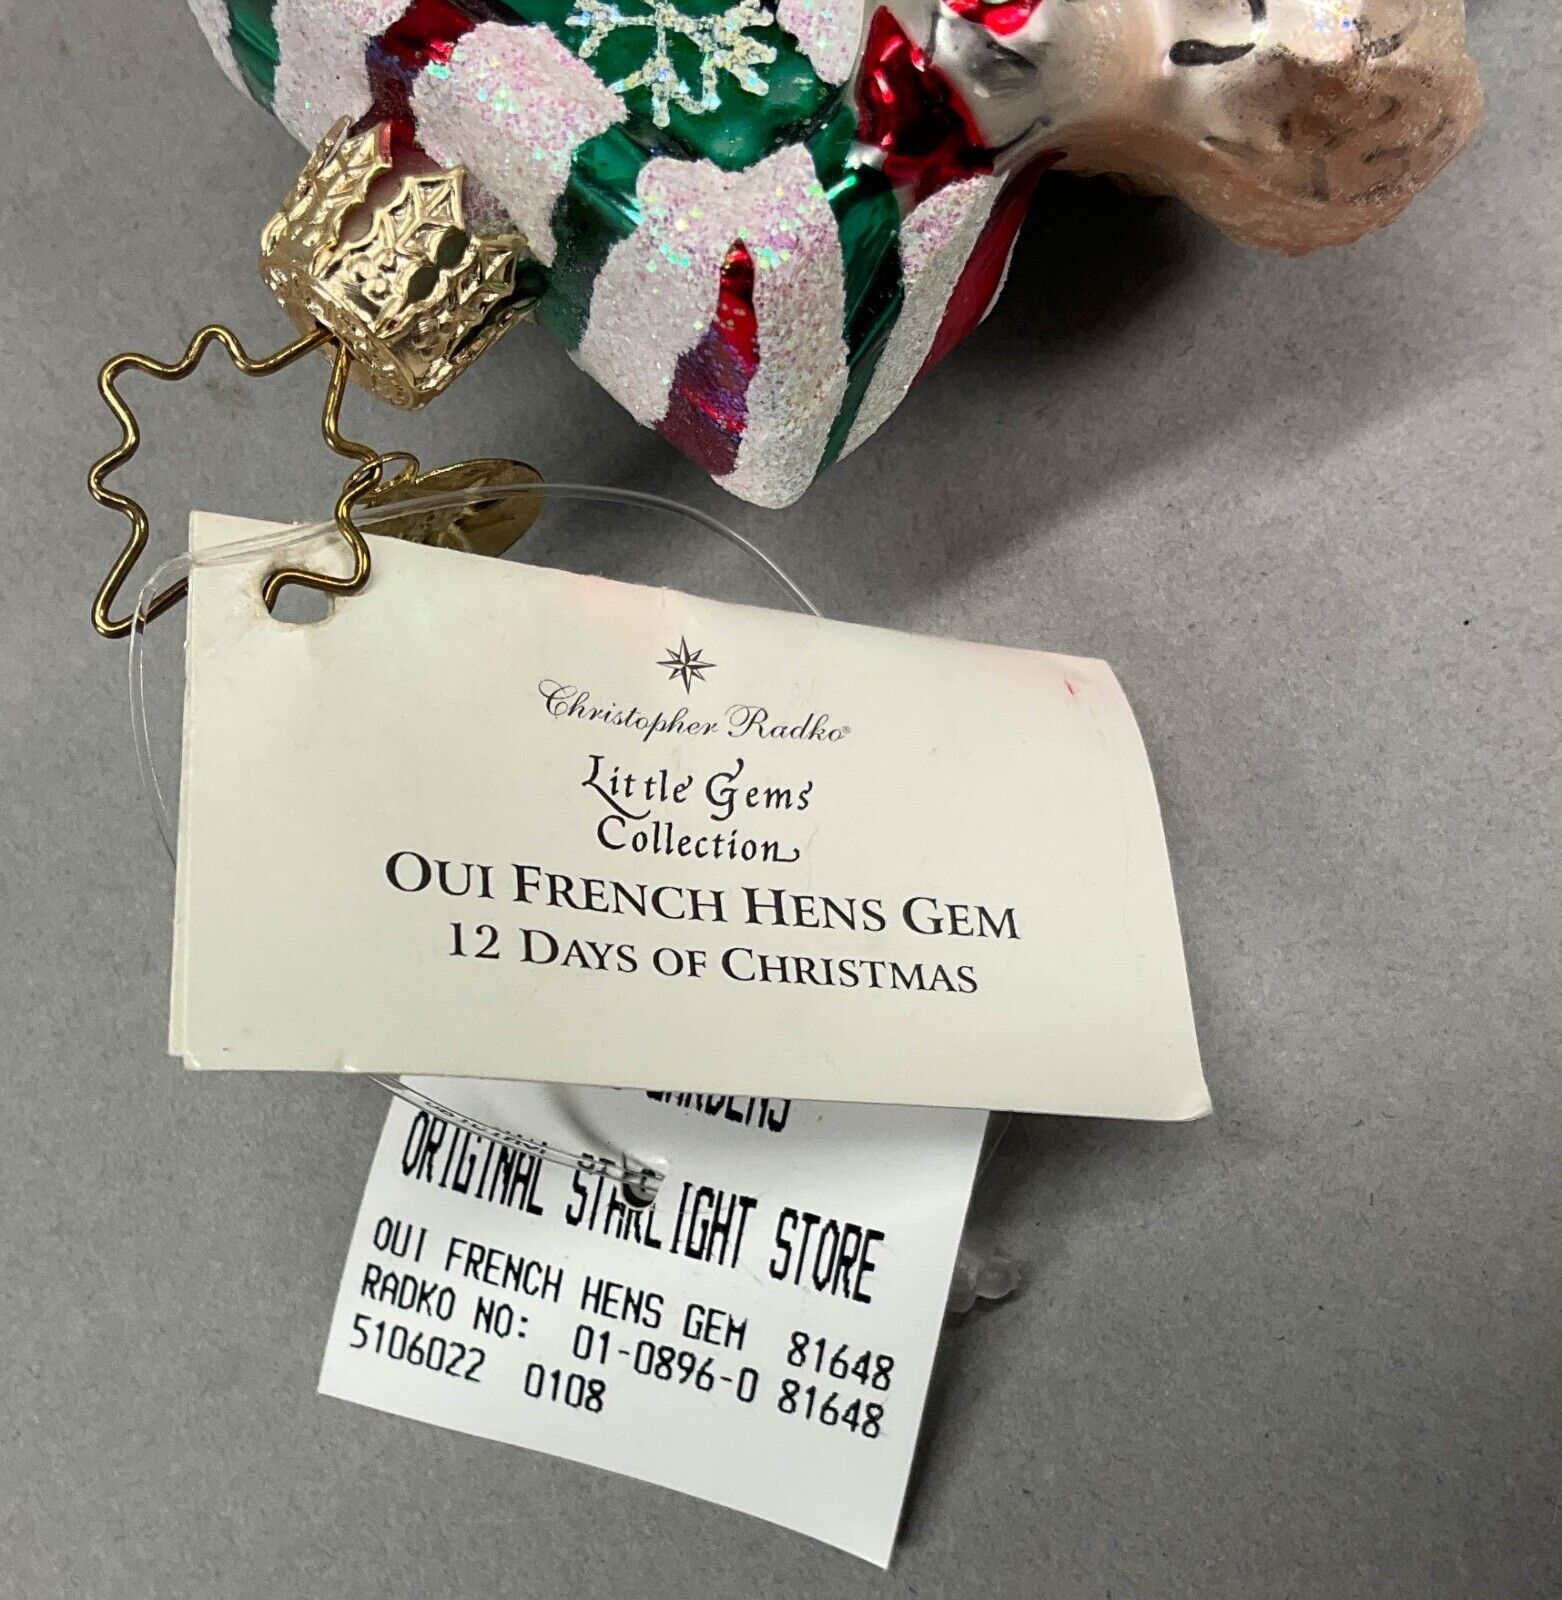 Christopher Radko®
Little Gems
Collection
OUI FRENCH HENS GEM
12 DAYS OF CHRISTMAS
GARDENS
ORIGINAL STARLIGHT STORE
OUI FRENCH HENS GEM 81648
RADKO NO: 01-0896-0 81648
5106022 0108